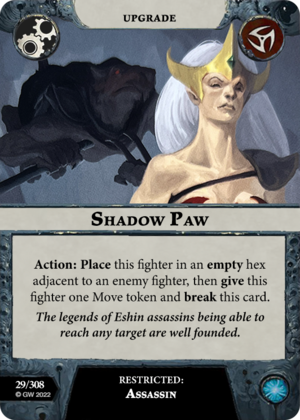 UPGRADE
SHADOW PAW
Action: Place this fighter in an empty hex
adjacent to an enemy fighter, then give this
fighter one Move token and break this card.
The legends of Eshin assassins being able to
reach any target are well founded.
29/308
© GW 2022
RESTRICTED:
ASSASSIN